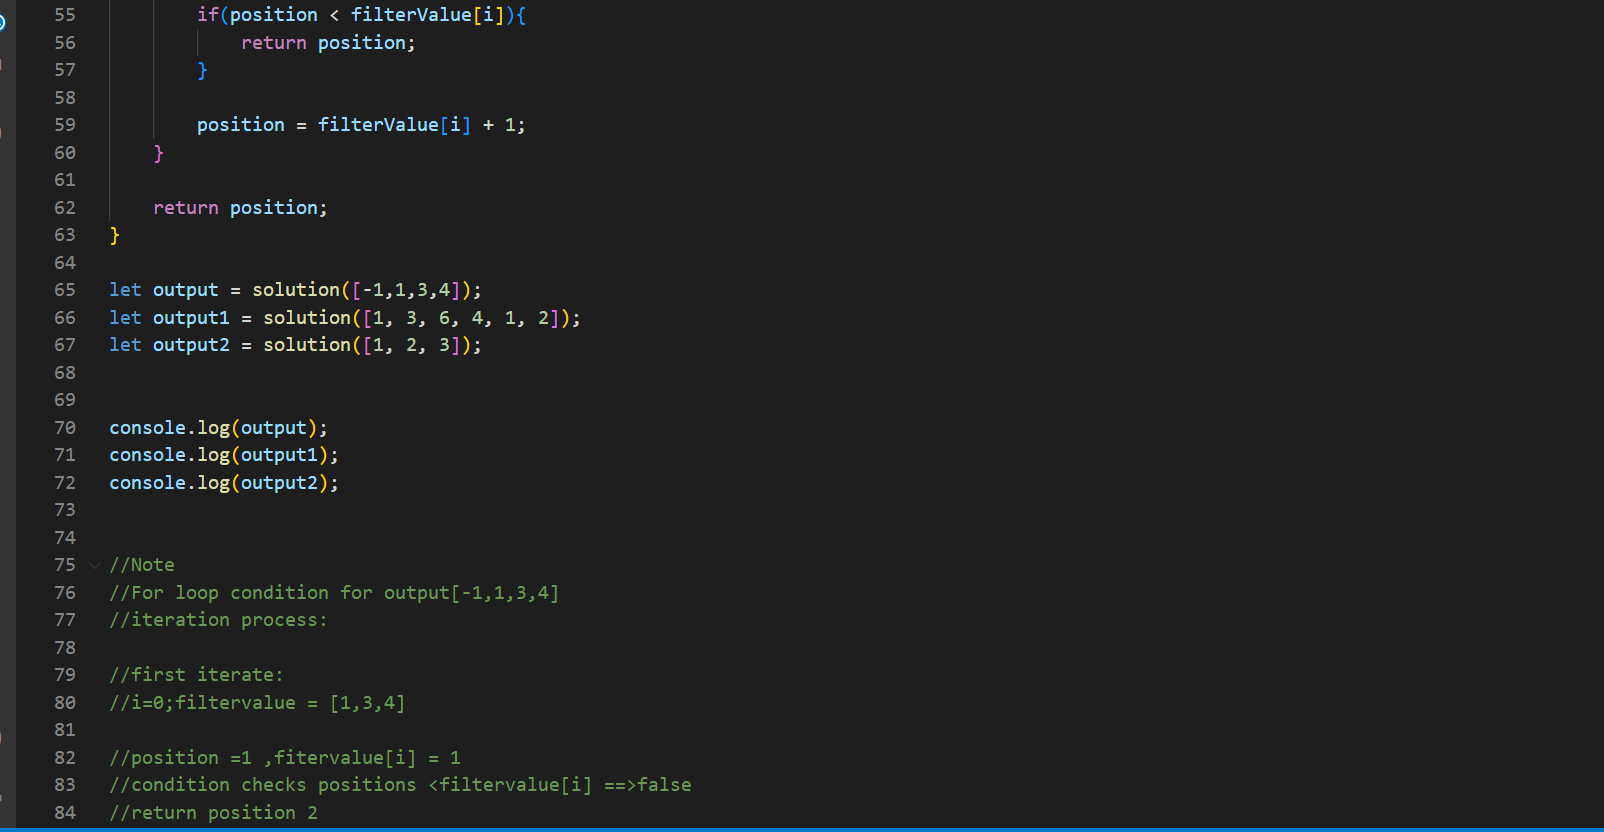 55 if(position < filterValue[i]){
56 return position;
57 }
58
59 position = filterValue[i] + 1;
60 }
61
62 return position;
63 }
64
65 let output = solution([-1,1,3,4]);
66 let output1 = solution([1, 3, 6, 4, 1, 2]);
67 let output2 = solution([1, 2, 3]);
68
69
70 console.log(output);
71 console.log(output1);
72 console.log(output2);
73
74
75 //Note
76 //For loop condition for output[-1,1,3,4]
77 //iteration process:
78
79 //first iterate:
80 //i=0;filtervalue = [1,3,4]
81
82 //position =1 ,fitervalue[i] = 1
83 //condition checks positions <filtervalue[i] ==>false
84 //return position 2